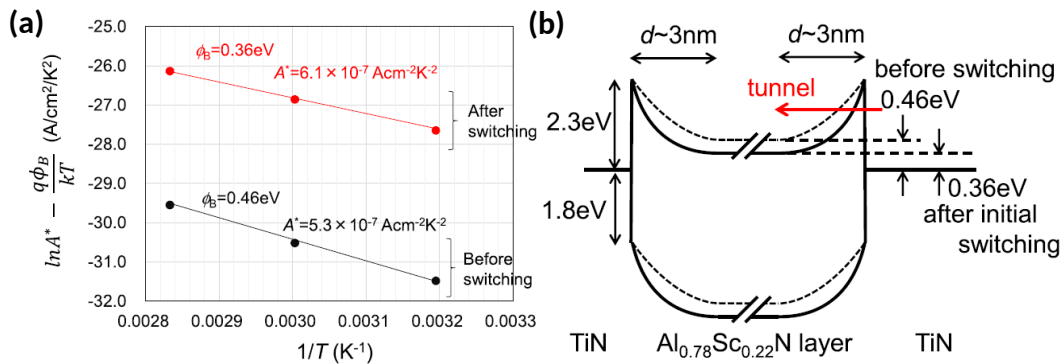 (a)
lnA* − qϕB/kT (A/cm²/K²)
-25.0
-26.0
-27.0
-28.0
-29.0
-30.0
-31.0
-32.0
ϕB=0.36eV
A*=6.1×10-7 Acm-2K-2
After
switching
ϕB=0.46eV
A*=5.3×10-7 Acm-2K-2
Before
switching
0.0028 0.0029 0.0030 0.0031 0.0032 0.0033
1/T (K-1)
(b)
d~3nm d~3nm
before switching
tunnel 0.46eV
2.3eV
1.8eV
0.36eV
after initial
switching
TiN Al0.78Sc0.22N layer TiN